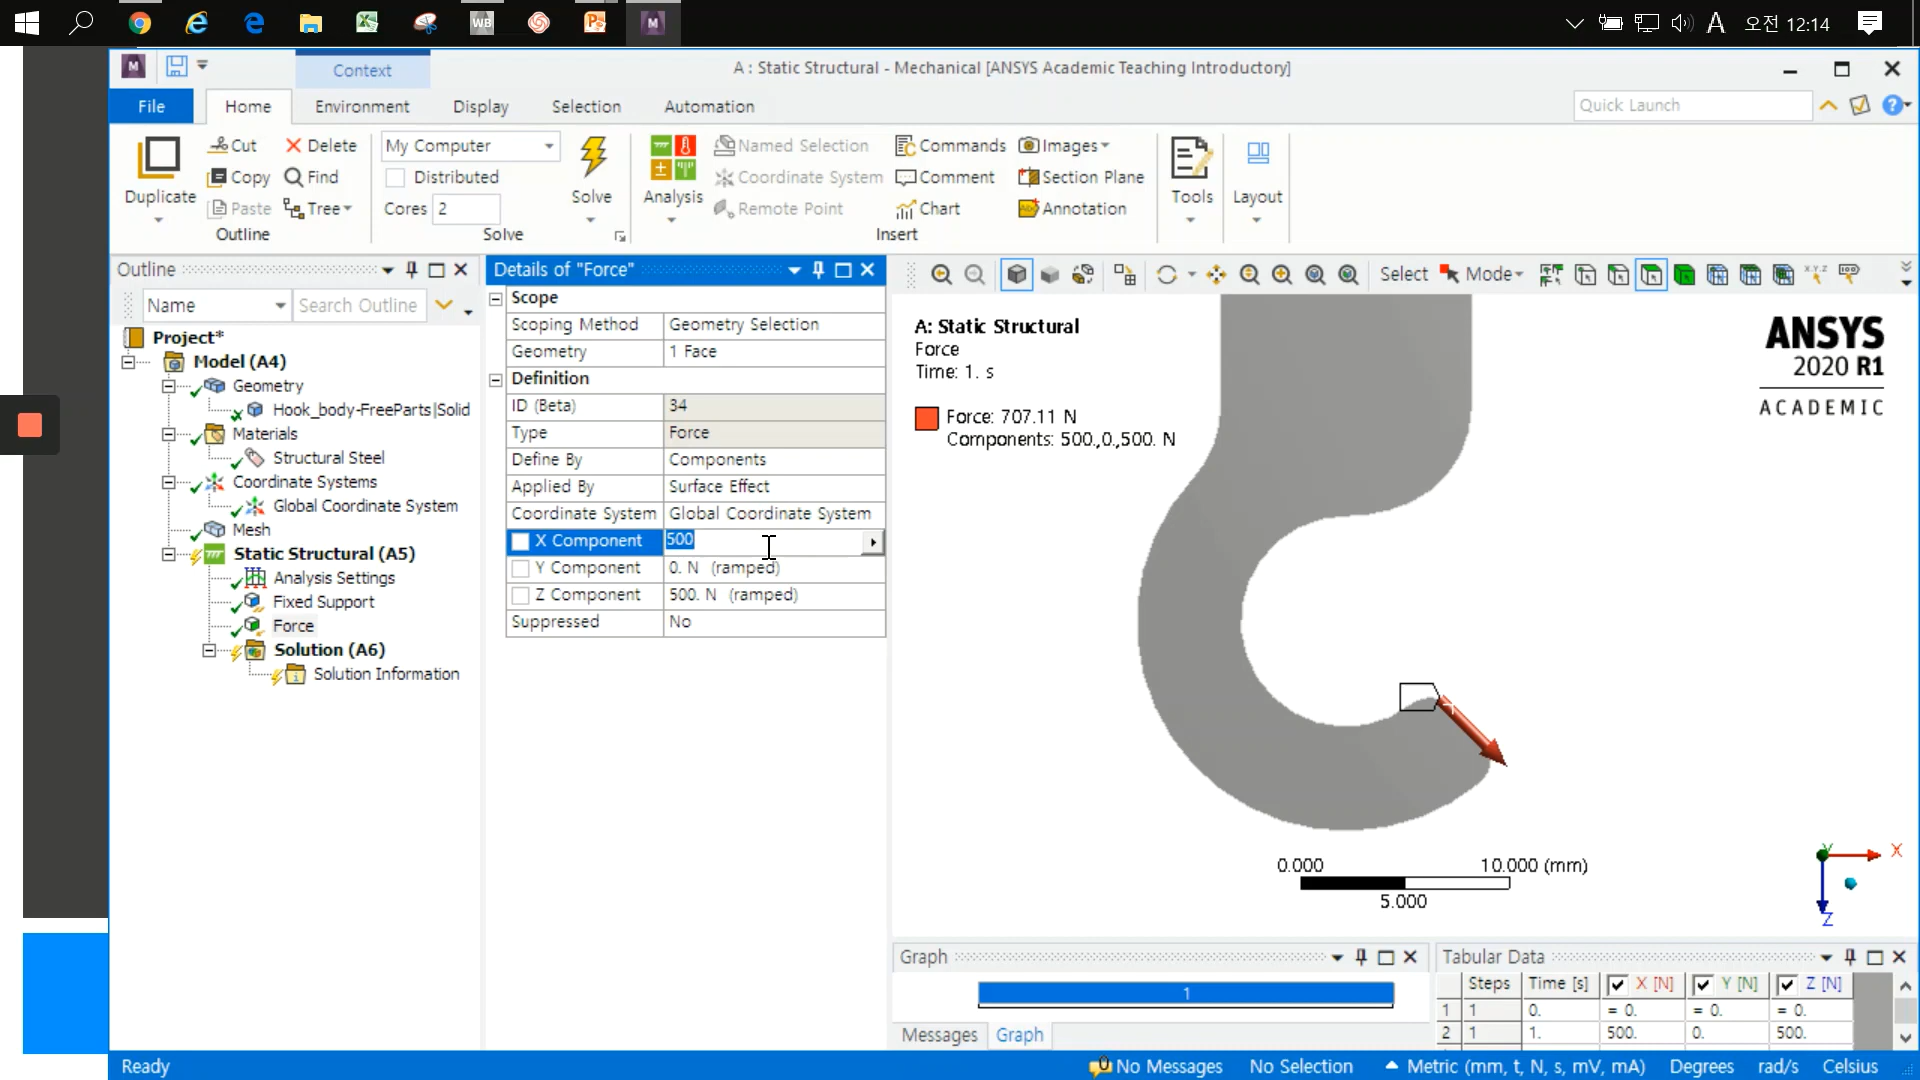 WB
A 오전 12:14
Context
A : Static Structural - Mechanical [ANSYS Academic Teaching Introductory]
File Home Environment Display Selection Automation
Quick Launch
Duplicate
Cut
Copy
Paste
Delete
Find
Tree
Outline
My Computer
Distributed
Cores 2
Solve
Solve
Analysis
Named Selection
Coordinate System
Remote Point
Commands
Comment
Chart
Images
Section Plane
Annotation
Insert
Tools
Layout
Outline
Name
Search Outline
Project*
Model (A4)
Geometry
Hook_body-FreeParts|Solid
Materials
Structural Steel
Coordinate Systems
Global Coordinate System
Mesh
Static Structural (A5)
Analysis Settings
Fixed Support
Force
Solution (A6)
Solution Information
Details of "Force"
Scope
Scoping Method Geometry Selection
Geometry 1 Face
Definition
ID (Beta) 34
Type Force
Define By Components
Applied By Surface Effect
Coordinate System Global Coordinate System
X Component 500
Y Component 0. N (ramped)
Z Component 500. N (ramped)
Suppressed No
Select Mode
A: Static Structural
Force
Time: 1. s
Force: 707.11 N
Components: 500.,0.,500. N
ANSYS
2020 R1
ACADEMIC
0.000 10.000 (mm)
5.000
Y X
Z
Graph
1
Messages Graph
Tabular Data
Steps Time [s] X [N] Y [N] Z [N]
1 1 0. = 0. = 0. = 0.
2 1 1. 500. 0. 500.
Ready No Messages No Selection Metric (mm, t, N, s, mV, mA) Degrees rad/s Celsius